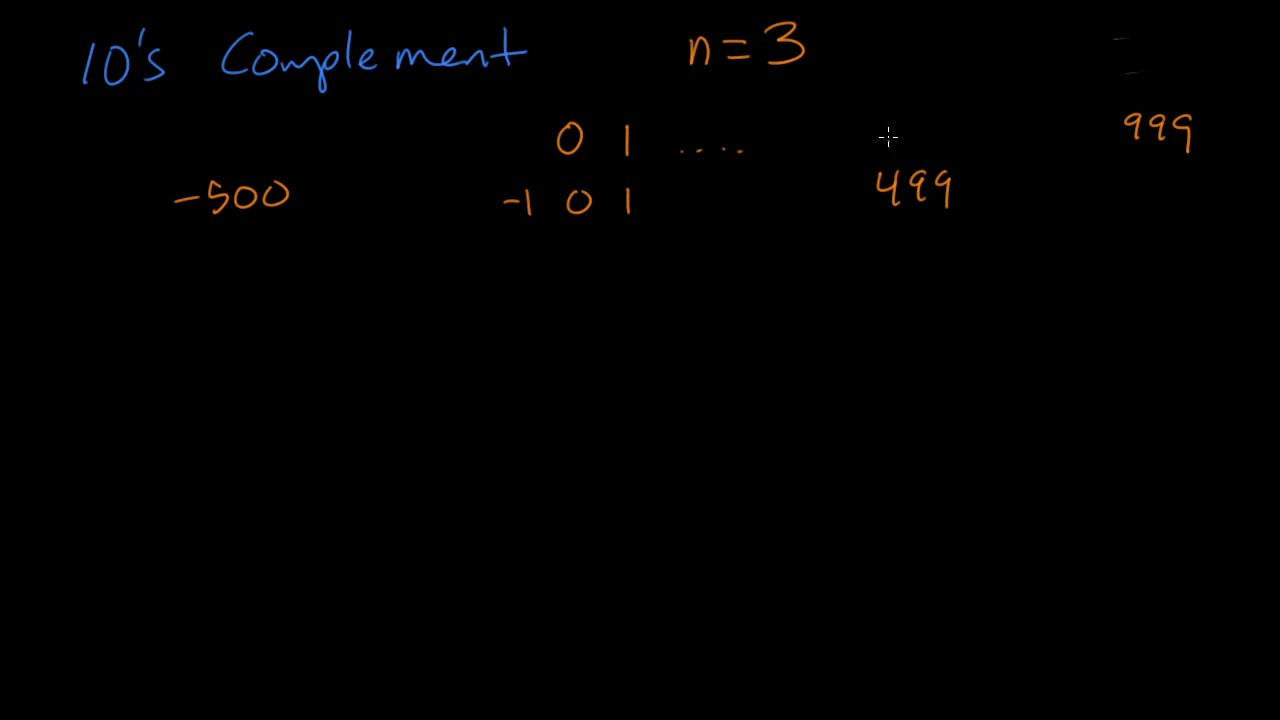 10's Complement n = 3
0 1 .... 999
-500 -1 0 1 499